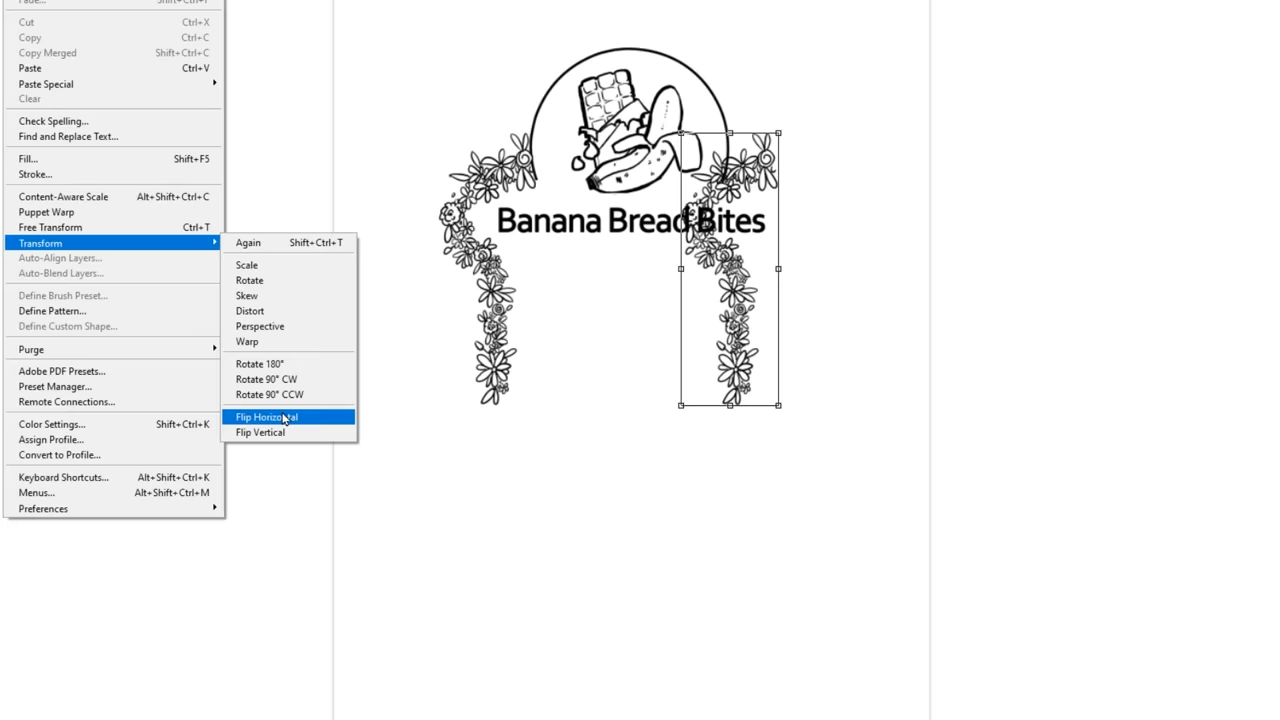 Cut Ctrl+X
Copy Ctrl+C
Copy Merged Shift+Ctrl+C
Paste Ctrl+V
Paste Special
Clear
Check Spelling...
Find and Replace Text...
Fill... Shift+F5
Stroke...
Content-Aware Scale Alt+Shift+Ctrl+C
Puppet Warp
Free Transform Ctrl+T
Transform
Auto-Align Layers...
Auto-Blend Layers...
Define Brush Preset...
Define Pattern...
Define Custom Shape...
Purge
Adobe PDF Presets...
Preset Manager...
Remote Connections...
Color Settings... Shift+Ctrl+K
Assign Profile...
Convert to Profile...
Keyboard Shortcuts... Alt+Shift+Ctrl+K
Menus... Alt+Shift+Ctrl+M
Preferences
Again Shift+Ctrl+T
Scale
Rotate
Skew
Distort
Perspective
Warp
Rotate 180°
Rotate 90° CW
Rotate 90° CCW
Flip Horizontal
Flip Vertical
Banana Bread Bites